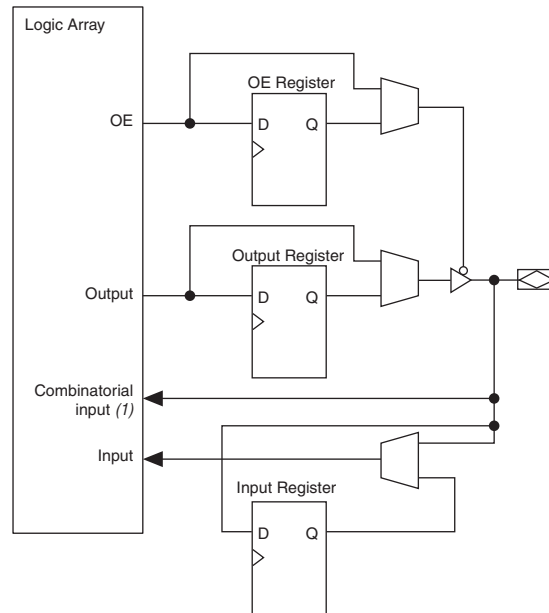 Logic Array
OE Register
OE
D Q
Output Register
Output
D Q
Combinatorial
input (1)
Input
Input Register
D Q